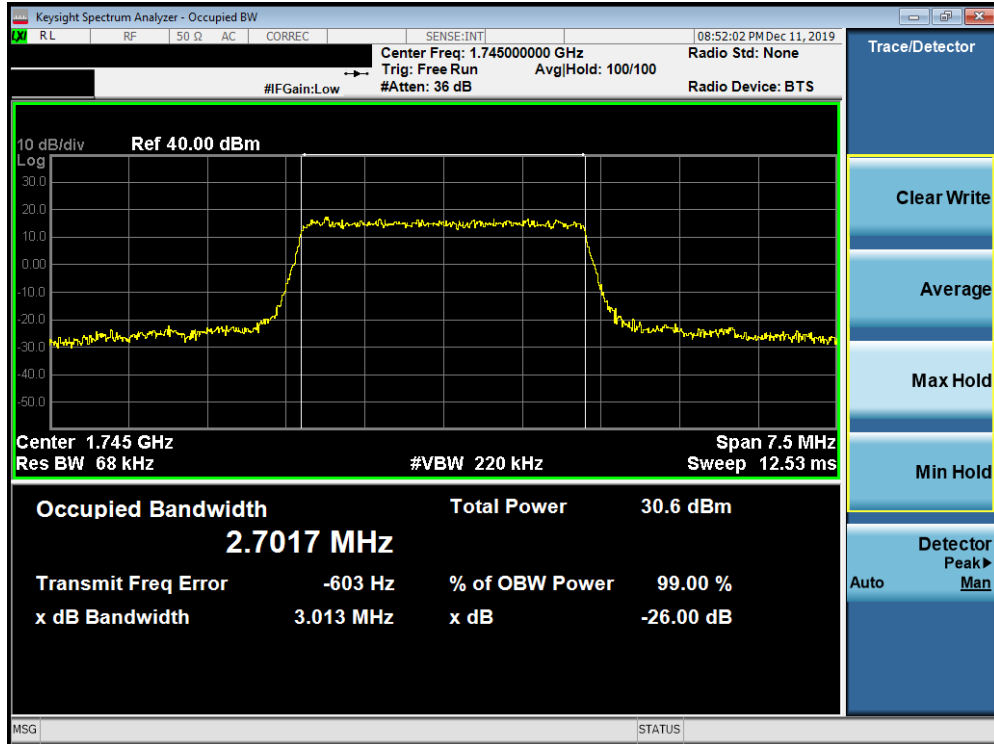 Keysight Spectrum Analyzer - Occupied BW
LXI RL RF 50 Ω AC CORREC SENSE:INT 08:52:02 PM Dec 11, 2019
Center Freq: 1.745000000 GHz Radio Std: None
Trig: Free Run Avg|Hold: 100/100
#IFGain:Low #Atten: 36 dB Radio Device: BTS
10 dB/div Ref 40.00 dBm
Log
30.0
20.0
10.0
0.00
-10.0
-20.0
-30.0
-40.0
-50.0
Center 1.745 GHz Span 7.5 MHz
Res BW 68 kHz #VBW 220 kHz Sweep 12.53 ms
Occupied Bandwidth Total Power 30.6 dBm
2.7017 MHz
Transmit Freq Error -603 Hz % of OBW Power 99.00 %
x dB Bandwidth 3.013 MHz x dB -26.00 dB
MSG STATUS
Trace/Detector
Clear Write
Average
Max Hold
Min Hold
Detector
Peak▶
Auto Man